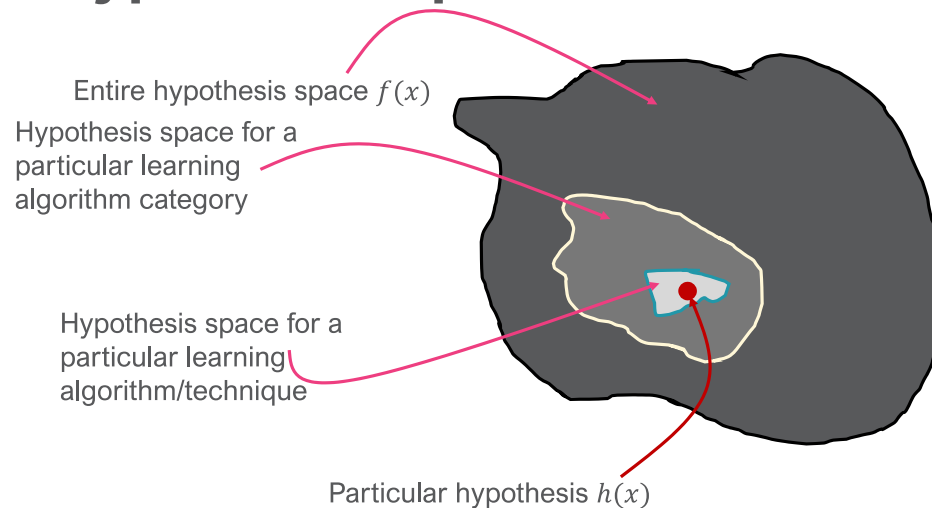 Entire hypothesis space f(x)
Hypothesis space for a
particular learning
algorithm category
Hypothesis space for a
particular learning
algorithm/technique
Particular hypothesis h(x)